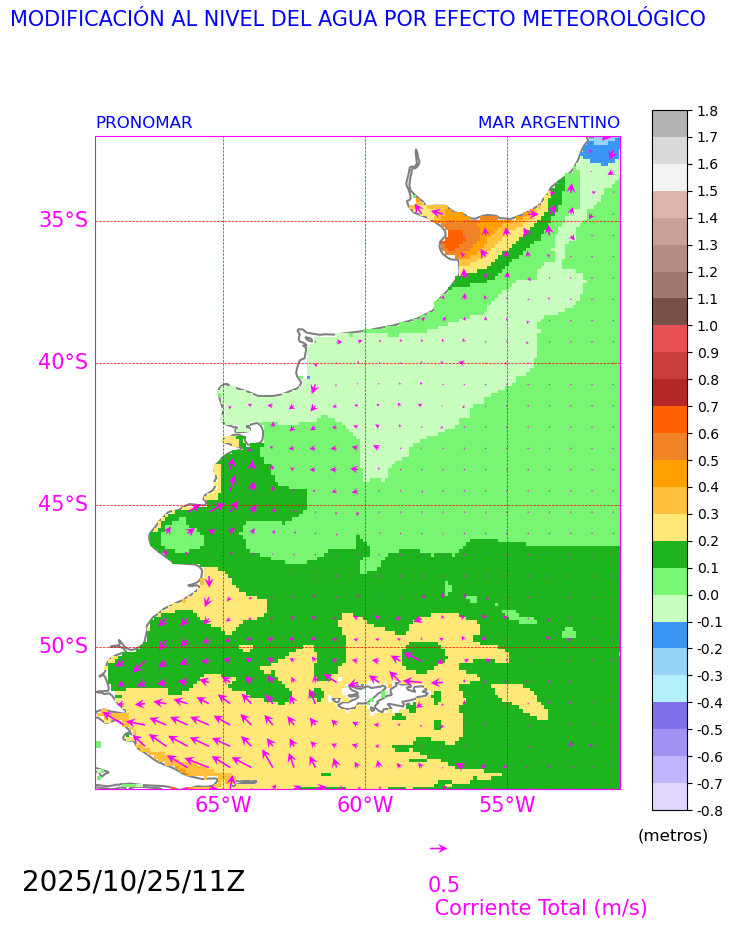 MODIFICACIÓN AL NIVEL DEL AGUA POR EFECTO METEOROLÓGICO
PRONOMAR MAR ARGENTINO
35°S
40°S
45°S
50°S
65°W 60°W 55°W
1.8
1.7
1.6
1.5
1.4
1.3
1.2
1.1
1.0
0.9
0.8
0.7
0.6
0.5
0.4
0.3
0.2
0.1
0.0
-0.1
-0.2
-0.3
-0.4
-0.5
-0.6
-0.7
-0.8
(metros)
2025/10/25/11Z
0.5
Corriente Total (m/s)